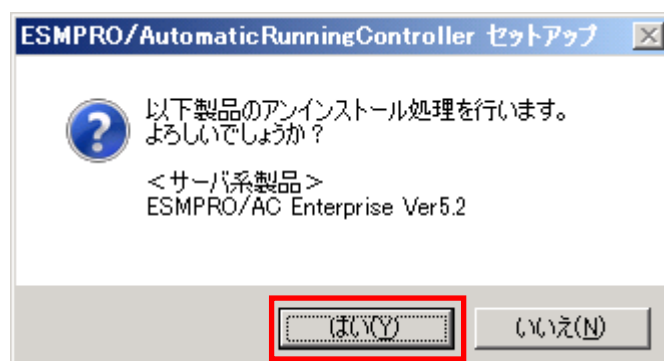 ESMPRO/AutomaticRunningController セットアップ
以下製品のアンインストール処理を行います。
よろしいでしょうか？
＜サーバ系製品＞
ESMPRO/AC Enterprise Ver5.2
はい(Y)
いいえ(N)